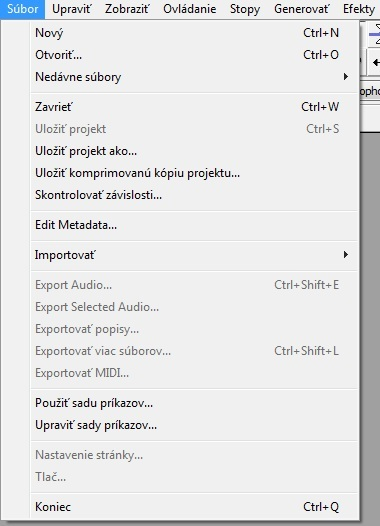 Súbor Upraviť Zobraziť Ovládanie Stopy Generovať Efekty
Nový Ctrl+N
Otvoriť... Ctrl+O
Nedávne súbory
Zavrieť Ctrl+W
Uložiť projekt Ctrl+S
Uložiť projekt ako...
Uložiť komprimovanú kópiu projektu...
Skontrolovať závislosti...
Edit Metadata...
Importovať
Export Audio... Ctrl+Shift+E
Export Selected Audio...
Exportovať popisy...
Exportovať viac súborov... Ctrl+Shift+L
Exportovať MIDI...
Použiť sadu príkazov...
Upraviť sady príkazov...
Nastavenie stránky...
Tlač...
Koniec Ctrl+Q